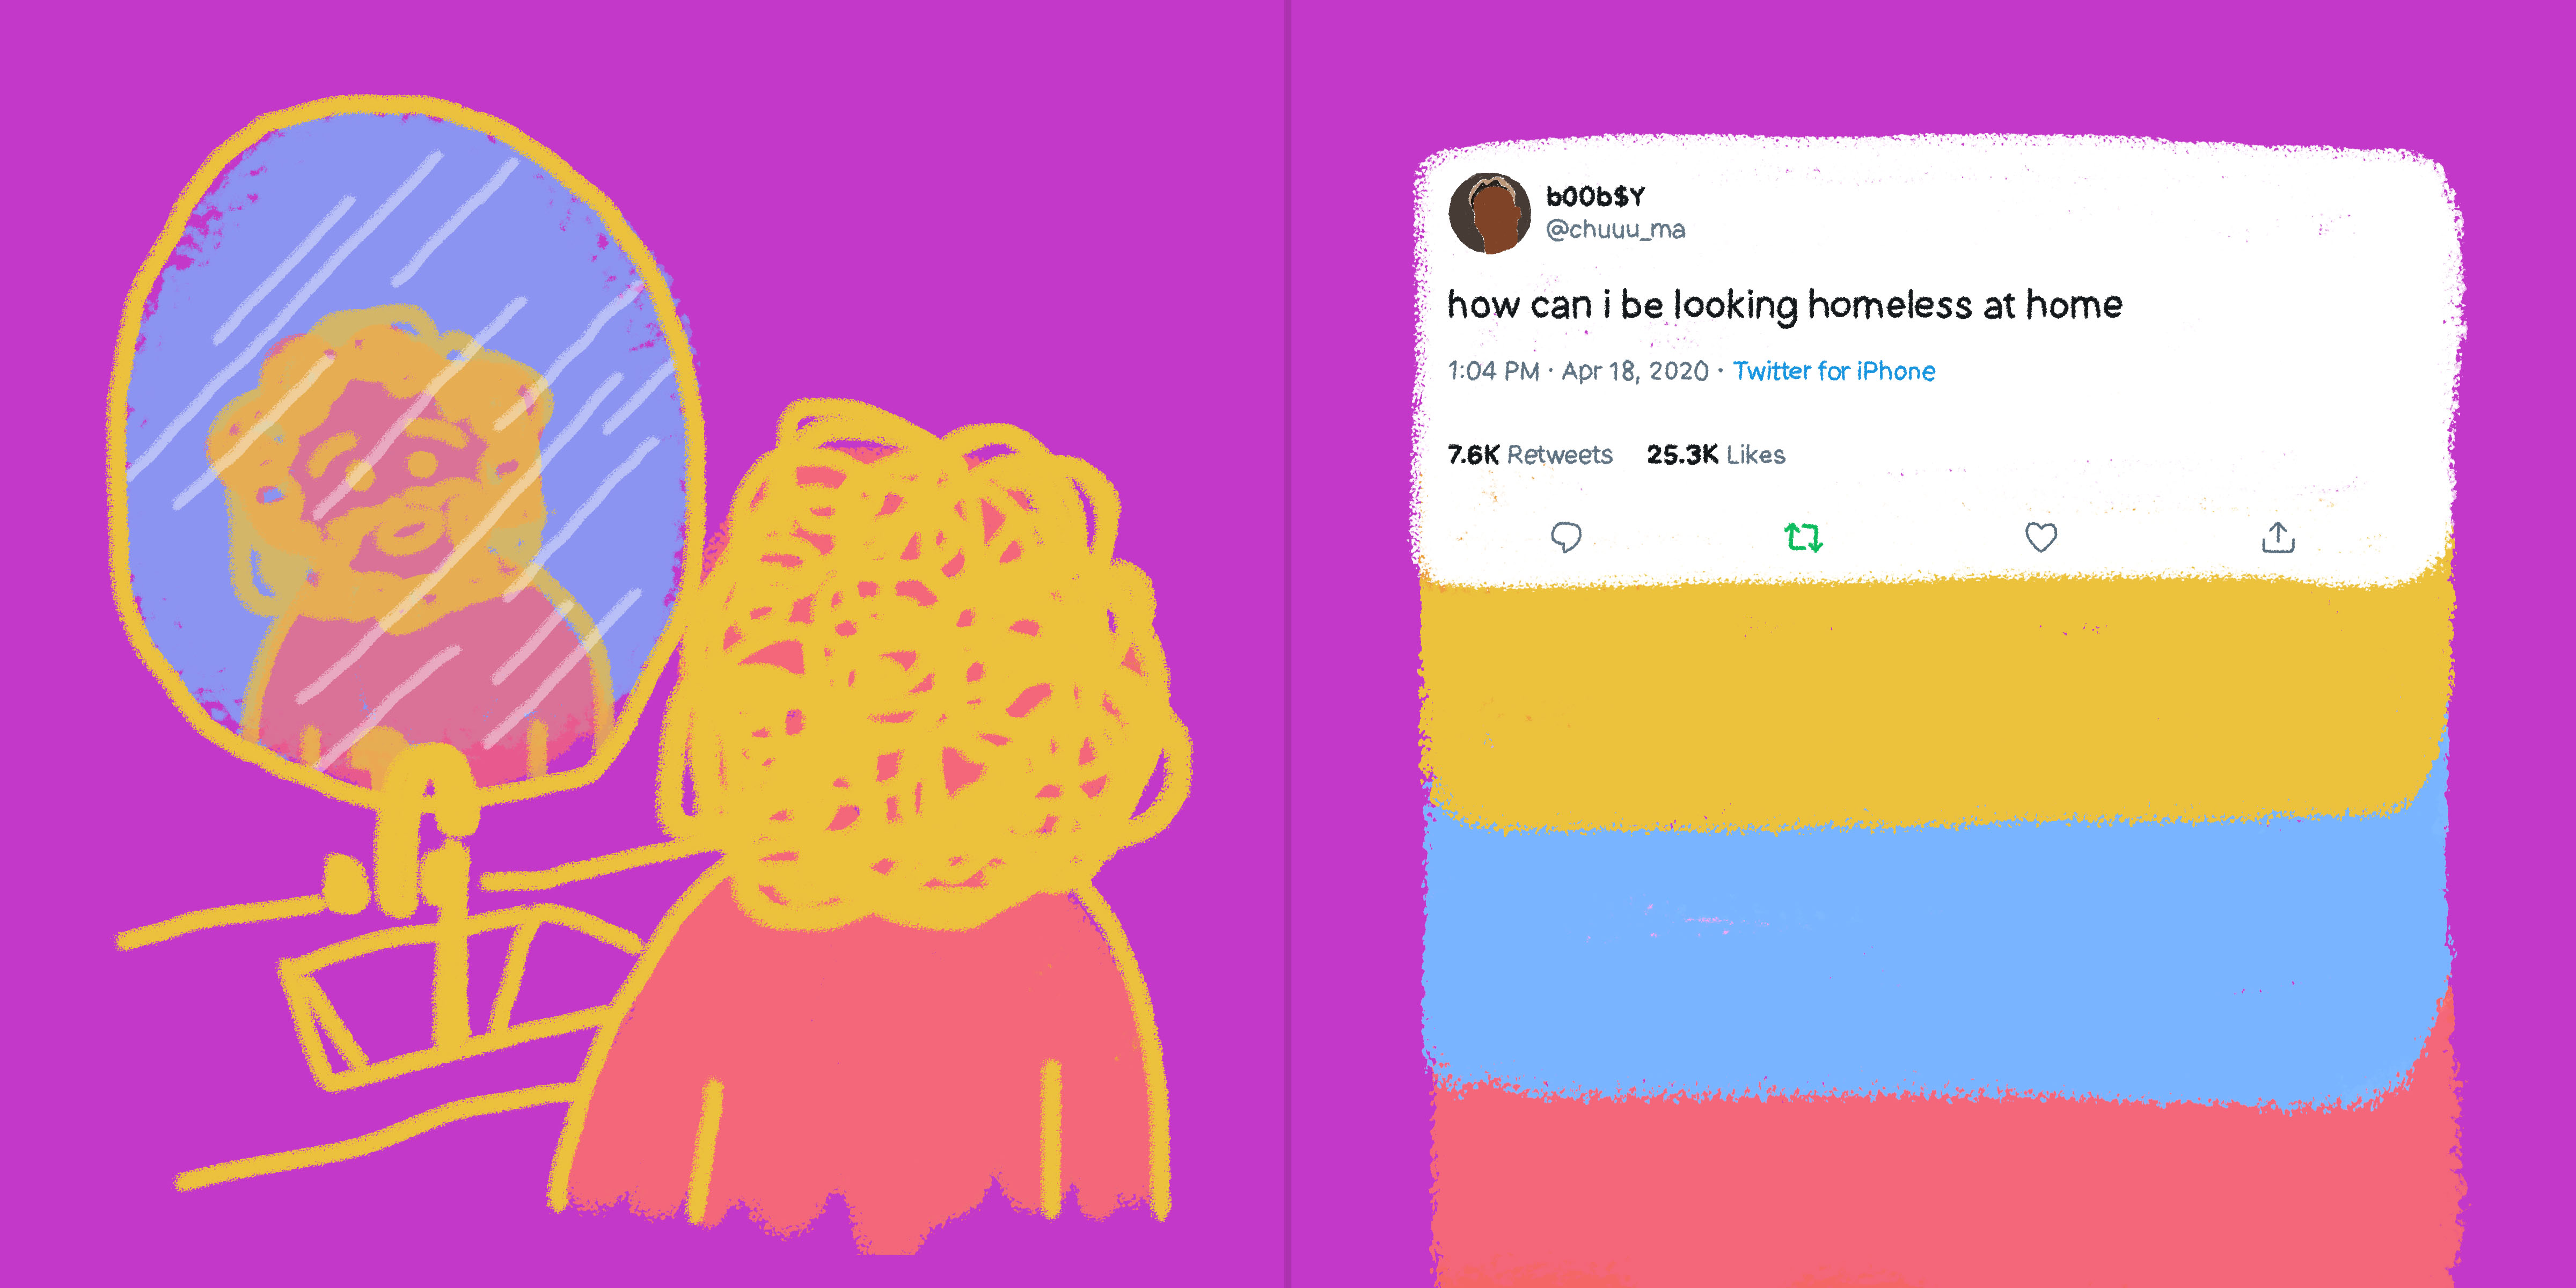 b00b$Y
@chuuu_ma
how can i be looking homeless at home
1:04 PM · Apr 18, 2020 · Twitter for iPhone
7.6K Retweets 25.3K Likes